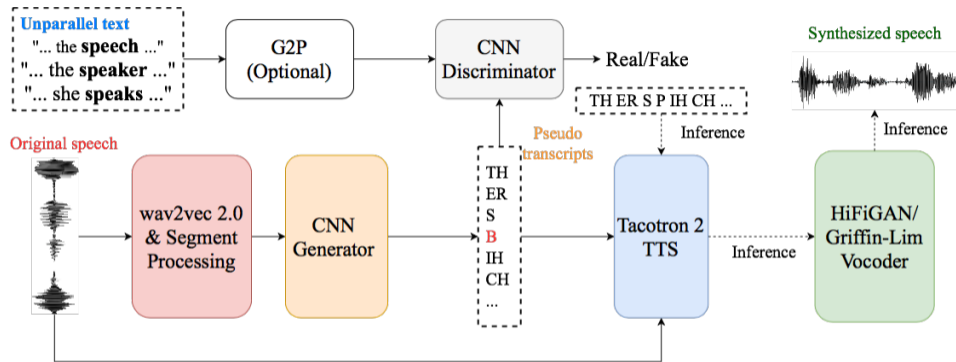 Unparallel text
"... the speech ..."
"... the speaker ..."
"... she speaks ..."
G2P
(Optional)
CNN
Discriminator
Real/Fake
Synthesized speech
TH ER S P IH CH ...
Inference
Inference
Original speech
Pseudo
transcripts
wav2vec 2.0
& Segment
Processing
CNN
Generator
TH
ER
S
B
IH
CH
...
Tacotron 2
TTS
Inference
HiFiGAN/
Griffin-Lim
Vocoder